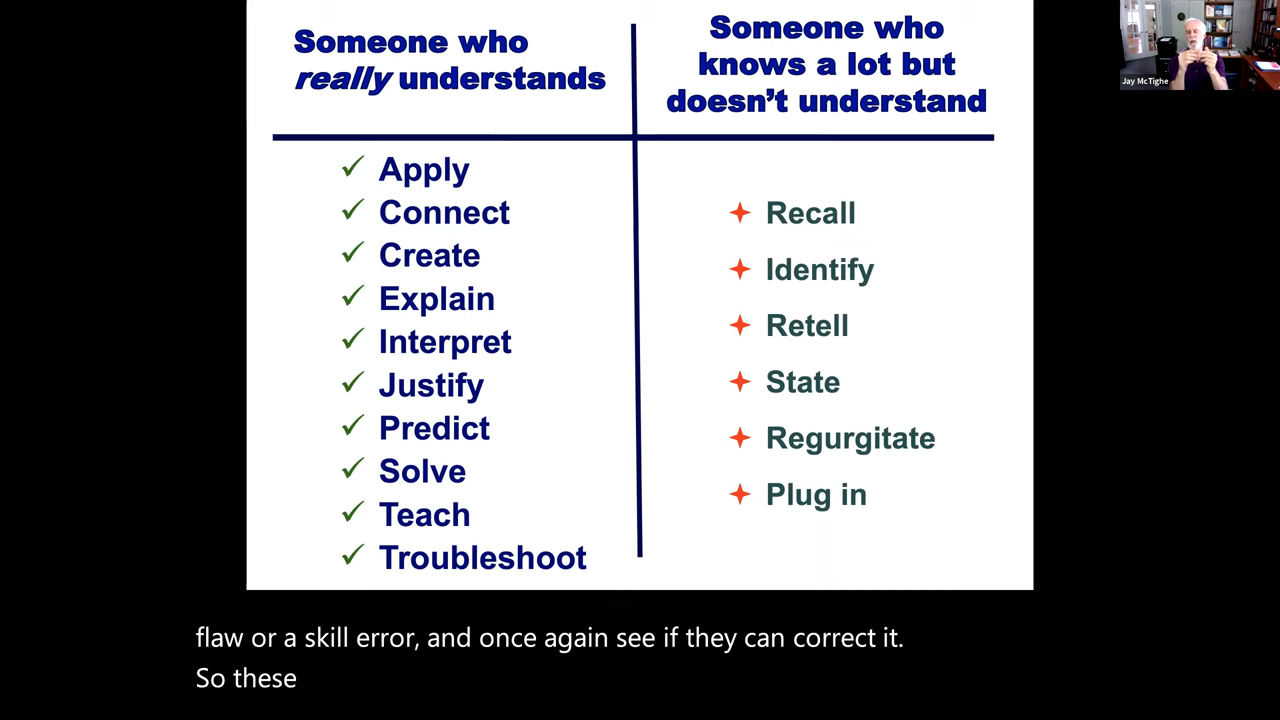 Someone who
really understands
Someone who
knows a lot but
doesn't understand
✓ Apply
✓ Connect
✓ Create
✓ Explain
✓ Interpret
✓ Justify
✓ Predict
✓ Solve
✓ Teach
✓ Troubleshoot
Recall
Identify
Retell
State
Regurgitate
Plug in
Jay McTighe
flaw or a skill error, and once again see if they can correct it.
So these